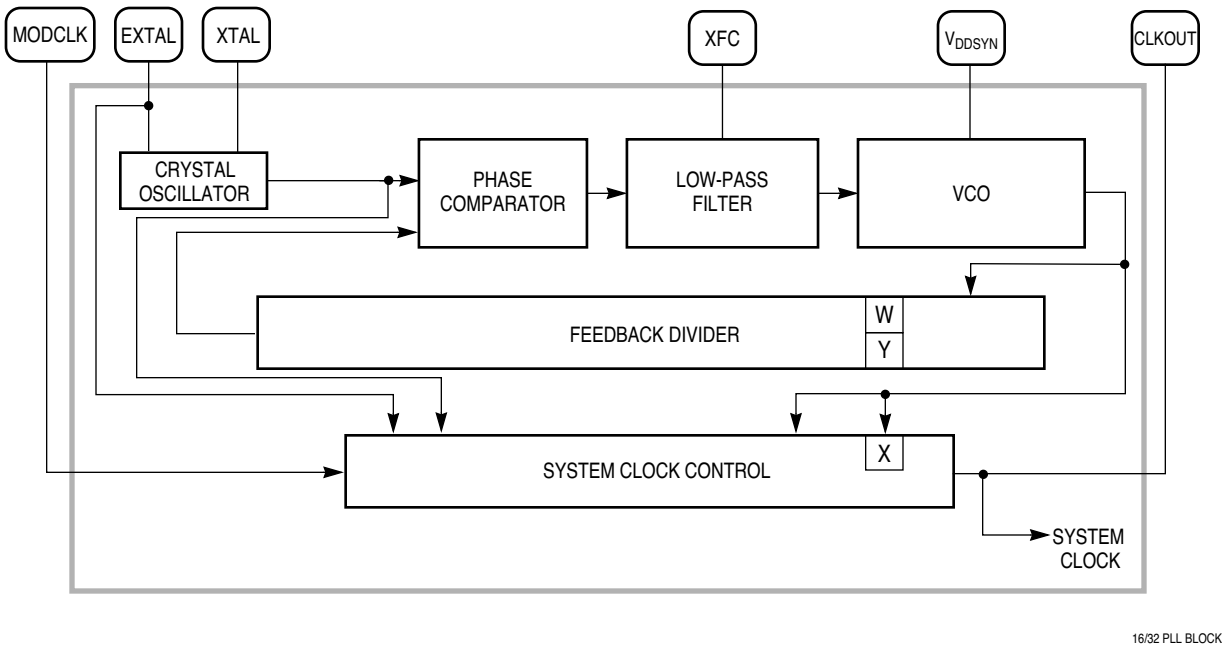 MODCLK
EXTAL
XTAL
XFC
VDDSYN
CLKOUT
CRYSTAL
OSCILLATOR
PHASE
COMPARATOR
LOW-PASS
FILTER
VCO
FEEDBACK DIVIDER
W
Y
SYSTEM CLOCK CONTROL
X
SYSTEM
CLOCK
16/32 PLL BLOCK